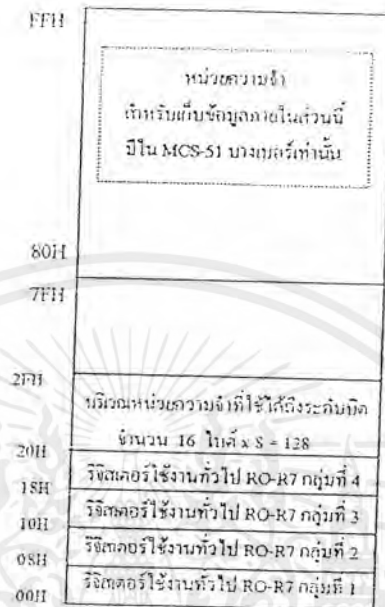 FFH
หน่วยความจำ
สำหรับเก็บข้อมูลภายในส่วนนี้
มีใน MCS-51 บางเบอร์เท่านั้น
80H
7FH
2FH
บริเวณหน่วยความจำที่ใช้ได้ถึงระดับบิต
จำนวน 16 ไบต์ x 8 = 128
20H
รีจิสเตอร์ใช้งานทั่วไป RO-R7 กลุ่มที่ 4
18H
รีจิสเตอร์ใช้งานทั่วไป RO-R7 กลุ่มที่ 3
10H
รีจิสเตอร์ใช้งานทั่วไป RO-R7 กลุ่มที่ 2
08H
รีจิสเตอร์ใช้งานทั่วไป RO-R7 กลุ่มที่ 1
00H